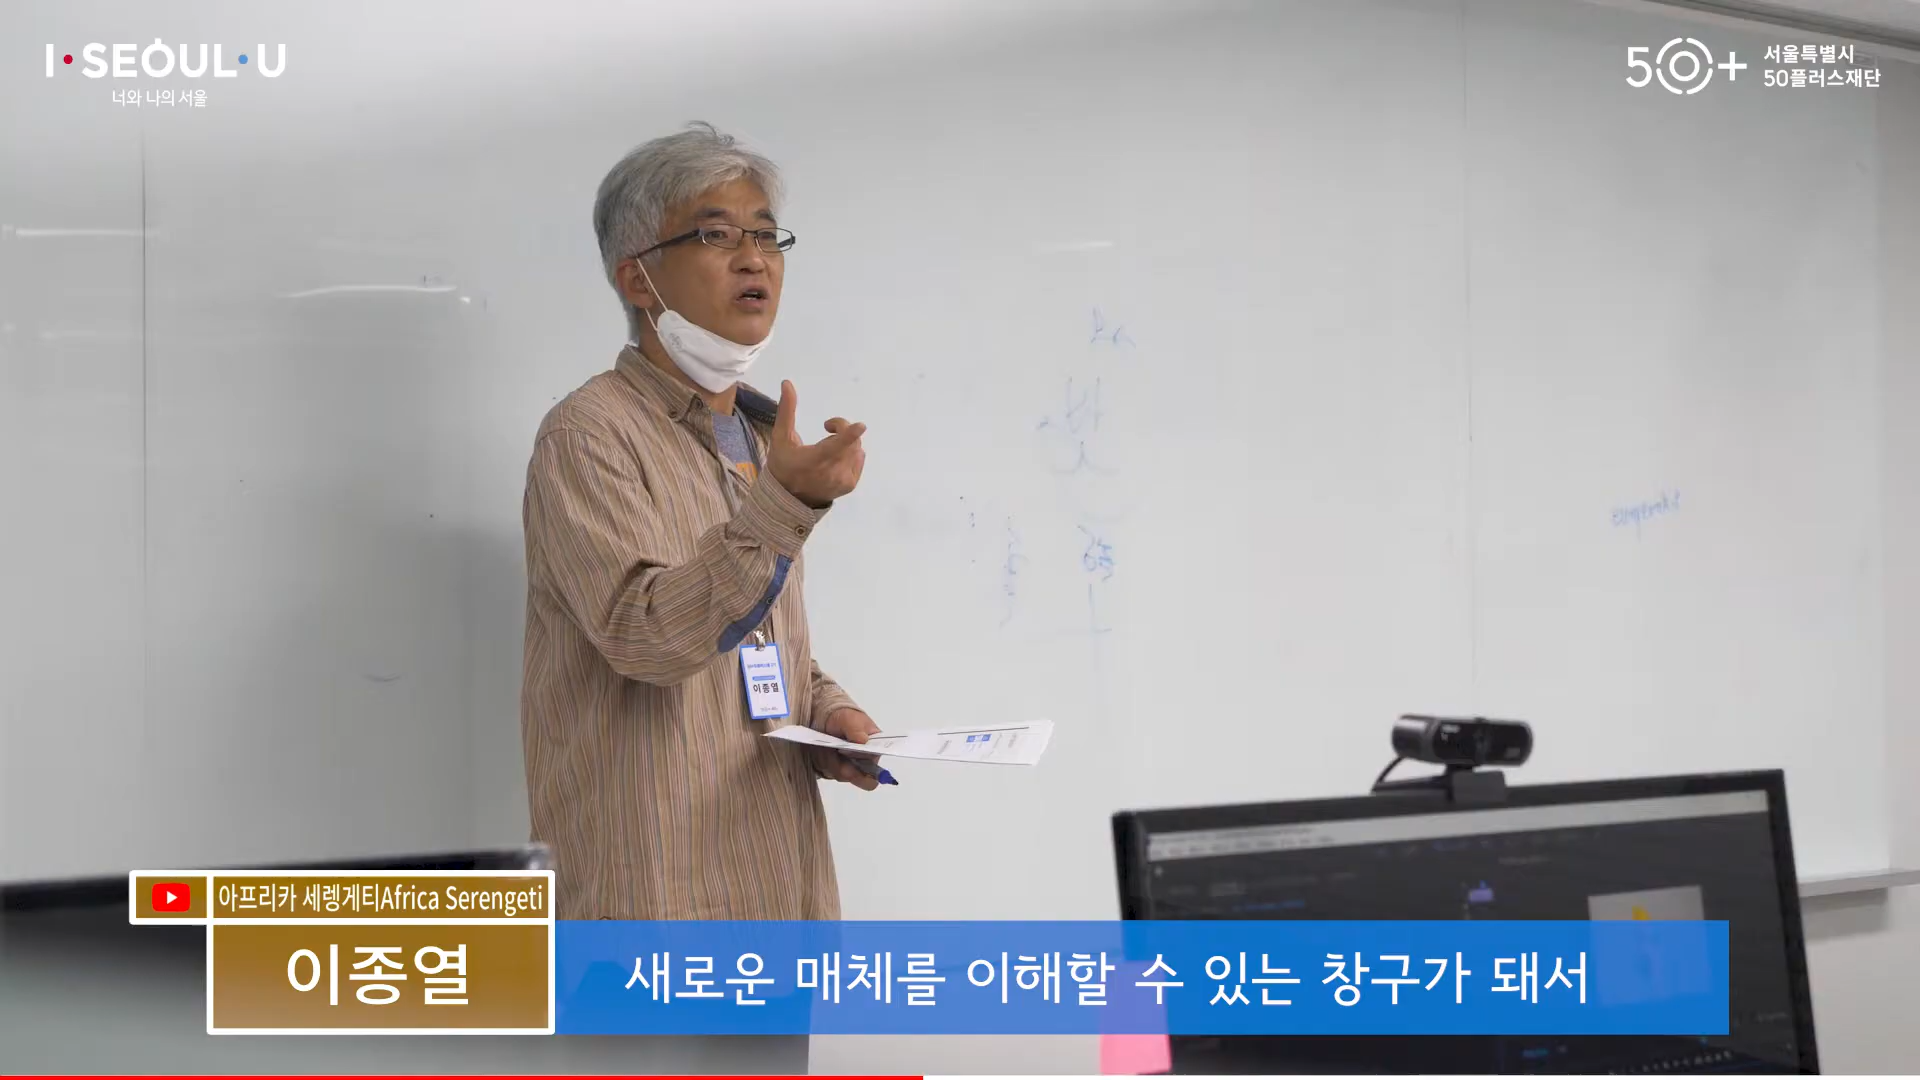 I·SEOUL·U
너와 나의 서울
50+
서울특별시
50플러스재단
이종열
아프리카 세렝게티Africa Serengeti
이종열
새로운 매체를 이해할 수 있는 창구가 돼서